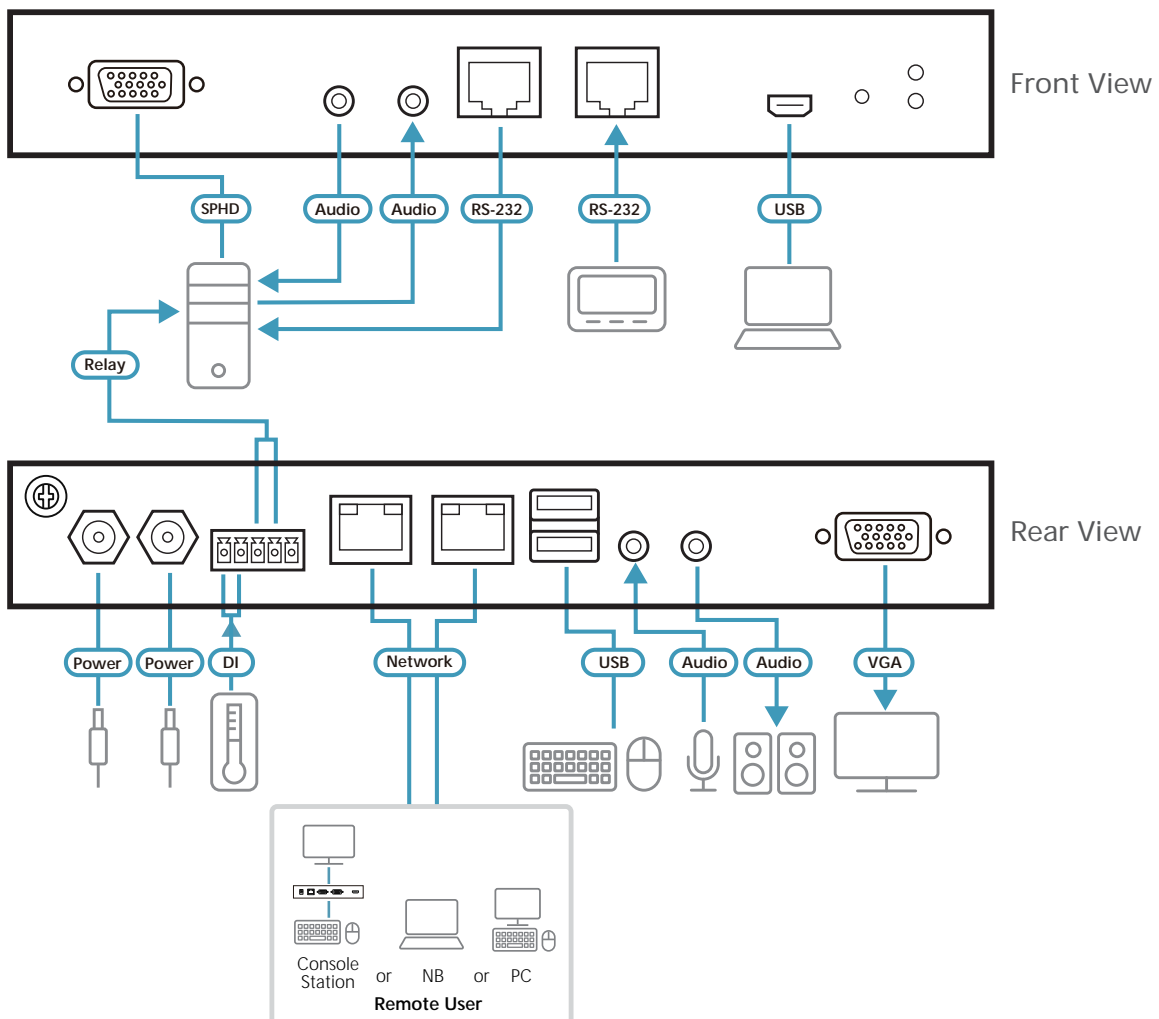 Front View
SPHD
Audio
Audio
RS-232
RS-232
USB
Relay
Rear View
Power
Power
DI
Network
USB
Audio
Audio
VGA
Console
Station
or
NB
or
PC
Remote User